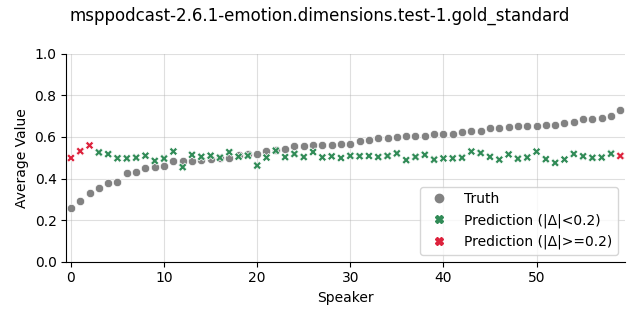 msppodcast-2.6.1-emotion.dimensions.test-1.gold_standard
1.0
0.8
0.6
0.4
0.2
0.0
Average Value
Truth
Prediction (|Δ|<0.2)
Prediction (|Δ|>=0.2)
0 10 20 30 40 50
Speaker